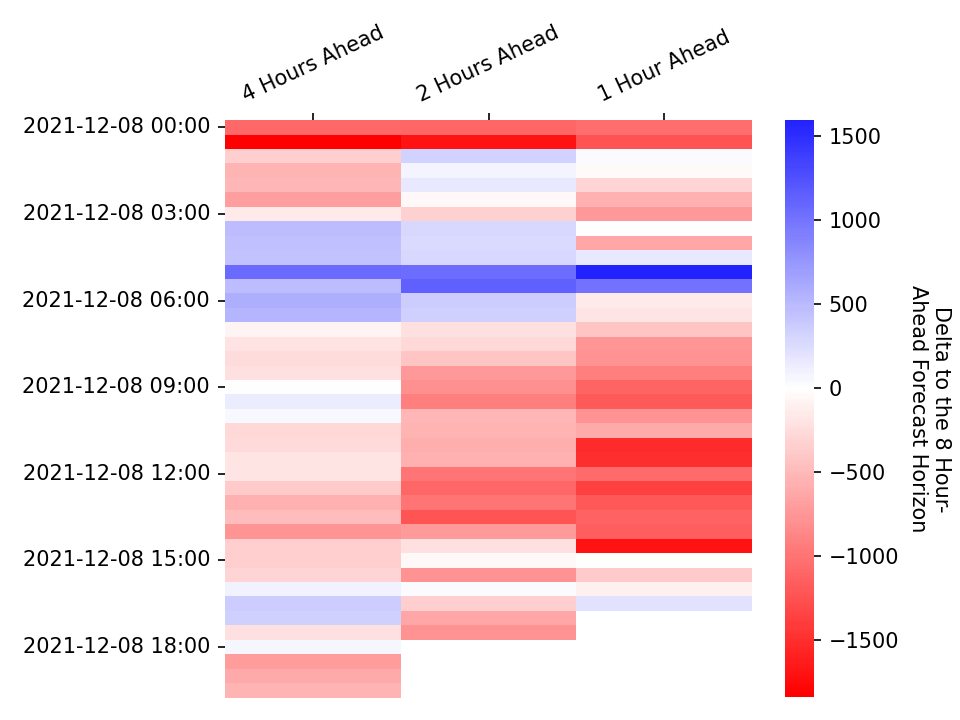 4 Hours Ahead
2 Hours Ahead
1 Hour Ahead
2021-12-08 00:00
2021-12-08 03:00
2021-12-08 06:00
2021-12-08 09:00
2021-12-08 12:00
2021-12-08 15:00
2021-12-08 18:00
1500
1000
500
0
−500
−1000
−1500
Delta to the 8 Hour-
Ahead Forecast Horizon